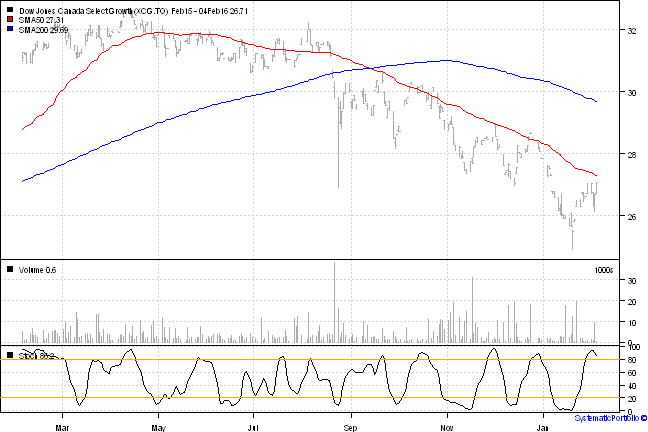 Dow Jones Canada Select Growth (XCG.TO) Feb15 - 04Feb16 26.71
SMA50 27.31
SMA200 29.69
32
30
28
26
Volume 0.6
1000s
30
20
10
0
100
80
60
40
20
0
Mar May Jul Sep Nov Jan
SystematicPortfolio ©